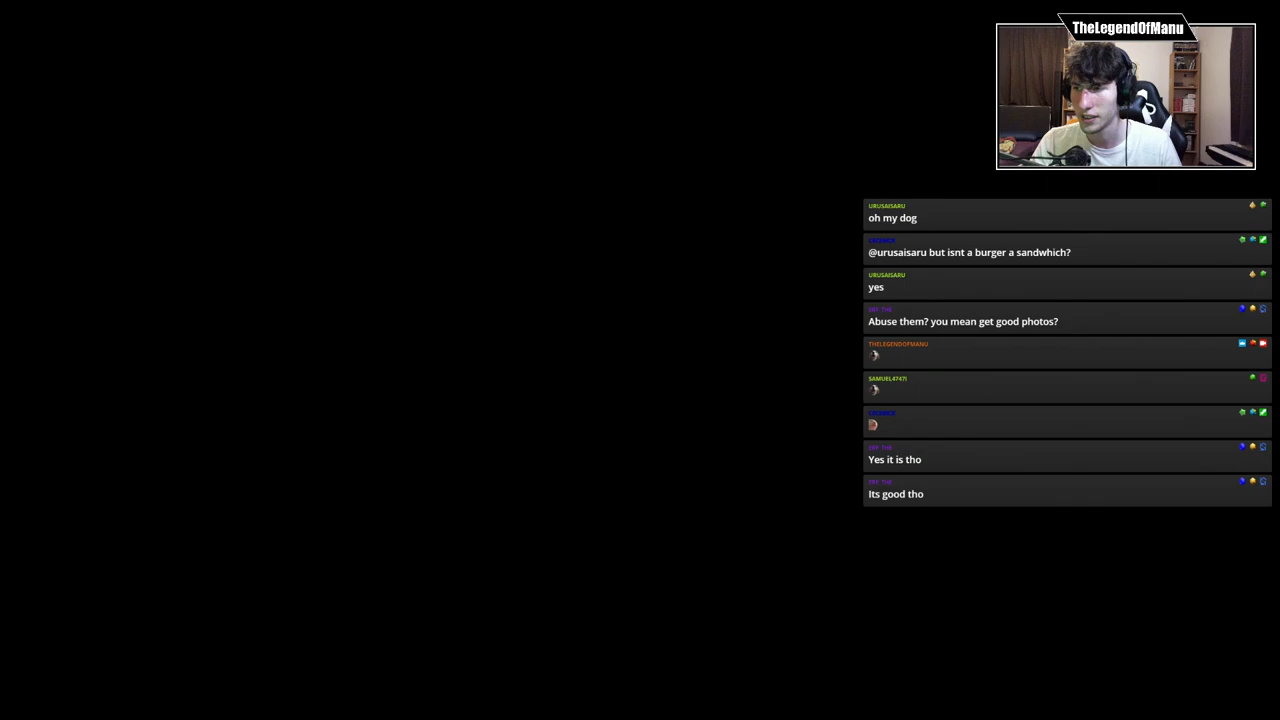 TheLegendOfManu
URUSAISARU
oh my dog
@urusaisaru but isnt a burger a sandwhich?
URUSAISARU
yes
Abuse them? you mean get good photos?
THELEGENDOFMANU
SAMUEL4747I
Yes it is tho
Its good tho